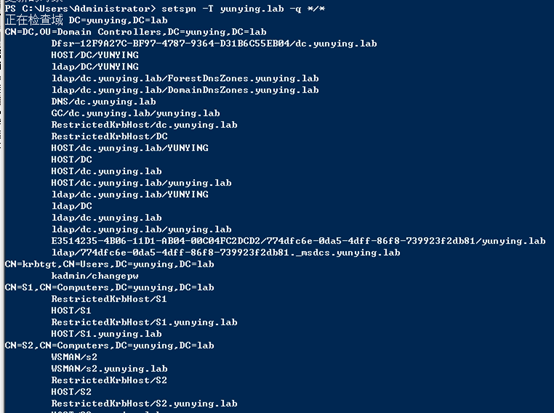 PS C:\Users\Administrator> setspn -T yunying.lab -q */*
正在检查域 DC=yunying,DC=lab
CN=DC,OU=Domain Controllers,DC=yunying,DC=lab
Dfsr-12F9A27C-BF97-4787-9364-D31B6C55EB04/dc.yunying.lab
HOST/DC/YUNYING
ldap/DC/YUNYING
ldap/dc.yunying.lab/ForestDnsZones.yunying.lab
ldap/dc.yunying.lab/DomainDnsZones.yunying.lab
DNS/dc.yunying.lab
GC/dc.yunying.lab/yunying.lab
RestrictedKrbHost/dc.yunying.lab
RestrictedKrbHost/DC
HOST/dc.yunying.lab/YUNYING
HOST/DC
HOST/dc.yunying.lab
HOST/dc.yunying.lab/yunying.lab
ldap/dc.yunying.lab/YUNYING
ldap/DC
ldap/dc.yunying.lab
ldap/dc.yunying.lab/yunying.lab
E3514235-4B06-11D1-AB04-00C04FC2DCD2/774dfc6e-0da5-4dff-86f8-739923f2db81/yunying.lab
ldap/774dfc6e-0da5-4dff-86f8-739923f2db81._msdcs.yunying.lab
CN=krbtgt,CN=Users,DC=yunying,DC=lab
kadmin/changepw
CN=S1,CN=Computers,DC=yunying,DC=lab
RestrictedKrbHost/S1
HOST/S1
RestrictedKrbHost/S1.yunying.lab
HOST/S1.yunying.lab
CN=S2,CN=Computers,DC=yunying,DC=lab
WSMAN/s2
WSMAN/s2.yunying.lab
RestrictedKrbHost/S2
HOST/S2
RestrictedKrbHost/S2.yunying.lab